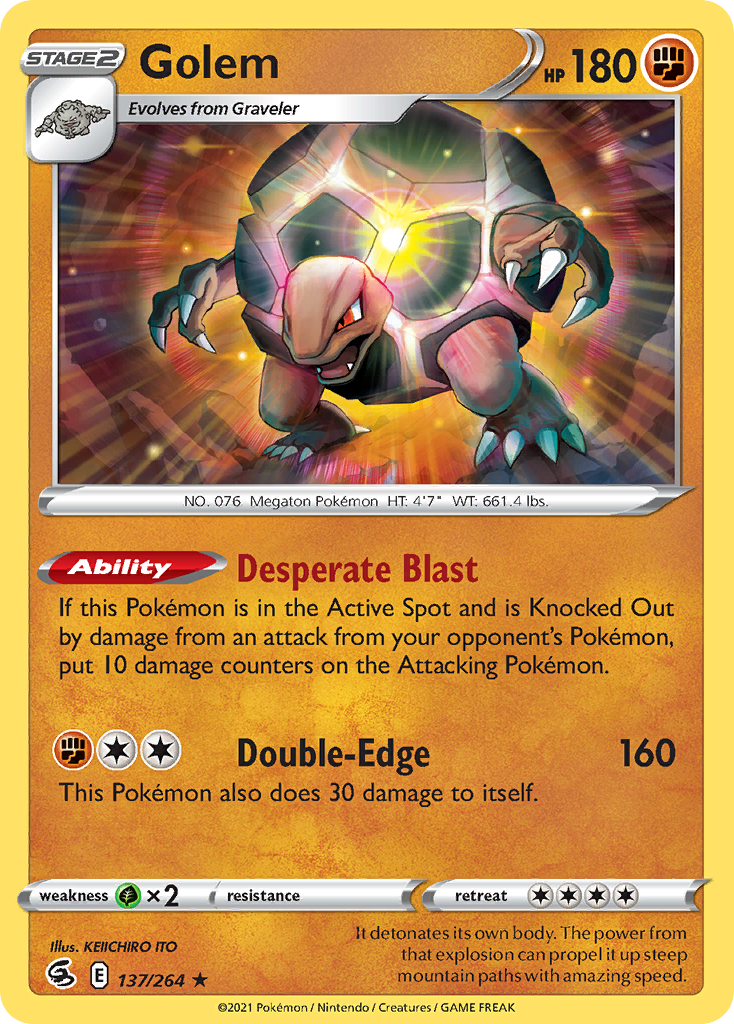 STAGE2
Golem
HP 180
Evolves from Graveler
NO. 076 Megaton Pokémon HT: 4'7" WT: 661.4 lbs.
Ability Desperate Blast
If this Pokémon is in the Active Spot and is Knocked Out
by damage from an attack from your opponent's Pokémon,
put 10 damage counters on the Attacking Pokémon.
Double-Edge 160
This Pokémon also does 30 damage to itself.
weakness ×2 resistance retreat
It detonates its own body. The power from
that explosion can propel it up steep
mountain paths with amazing speed.
Illus. KEIICHIRO ITO
E 137/264 ★
©2021 Pokémon / Nintendo / Creatures / GAME FREAK